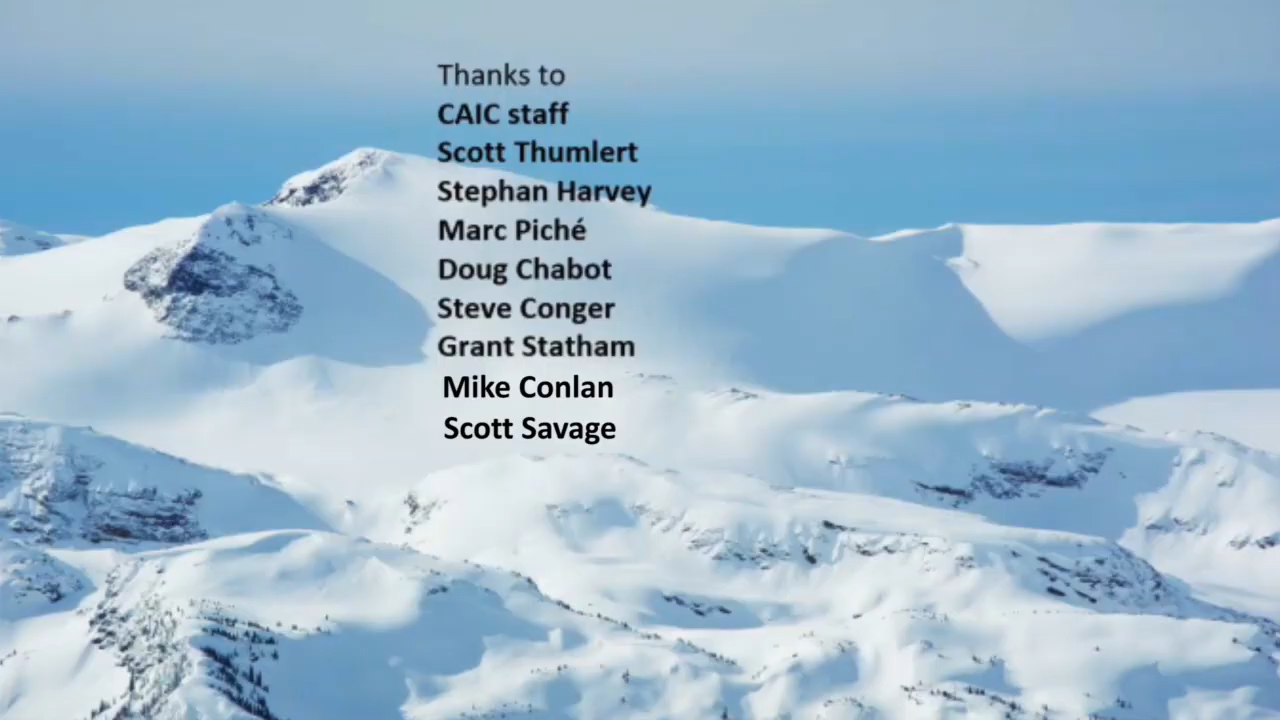 Thanks to
CAIC staff
Scott Thumlert
Stephan Harvey
Marc Piché
Doug Chabot
Steve Conger
Grant Statham
Mike Conlan
Scott Savage